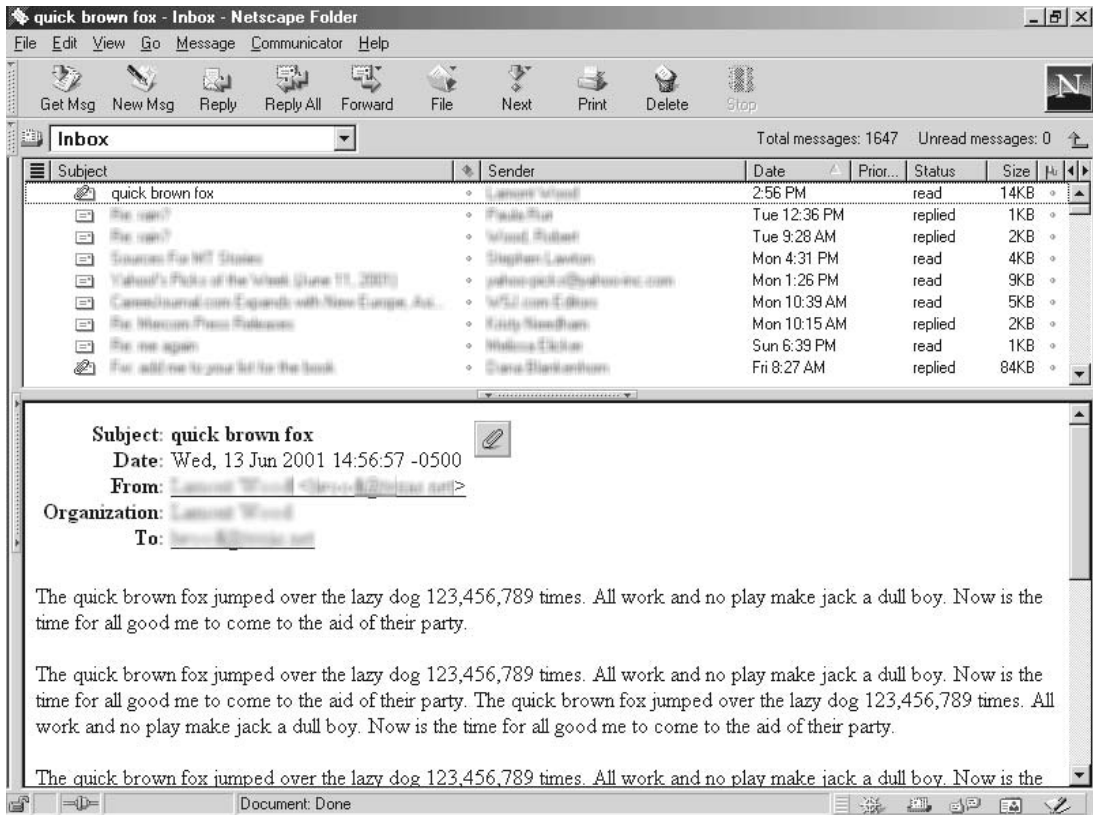 quick brown fox - Inbox - Netscape Folder
File Edit View Go Message Communicator Help
Get Msg New Msg Reply Reply All Forward File Next Print Delete Stop
N
Inbox Total messages: 1647 Unread messages: 0
Subject Sender Date Prior... Status Size
quick brown fox 2:56 PM read 14KB
Tue 12:36 PM replied 1KB
Tue 9:28 AM replied 2KB
Mon 4:31 PM read 4KB
Mon 1:26 PM read 9KB
Mon 10:39 AM read 5KB
Mon 10:15 AM replied 2KB
Sun 6:39 PM read 1KB
Fri 8:27 AM replied 84KB
Subject: quick brown fox
Date: Wed, 13 Jun 2001 14:56:57 -0500
From:
Organization:
To:
The quick brown fox jumped over the lazy dog 123,456,789 times. All work and no play make jack a dull boy. Now is the
time for all good me to come to the aid of their party.
The quick brown fox jumped over the lazy dog 123,456,789 times. All work and no play make jack a dull boy. Now is the
time for all good me to come to the aid of their party. The quick brown fox jumped over the lazy dog 123,456,789 times. All
work and no play make jack a dull boy. Now is the time for all good me to come to the aid of their party.
The quick brown fox jumped over the lazy dog 123,456,789 times. All work and no play make jack a dull boy. Now is the
Document: Done